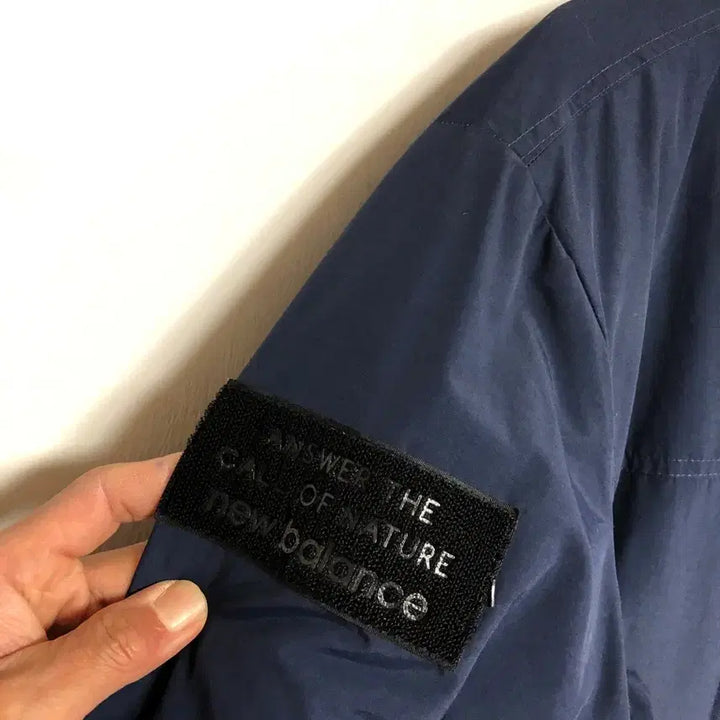 ANSWER THE
CALL OF NATURE
new balance